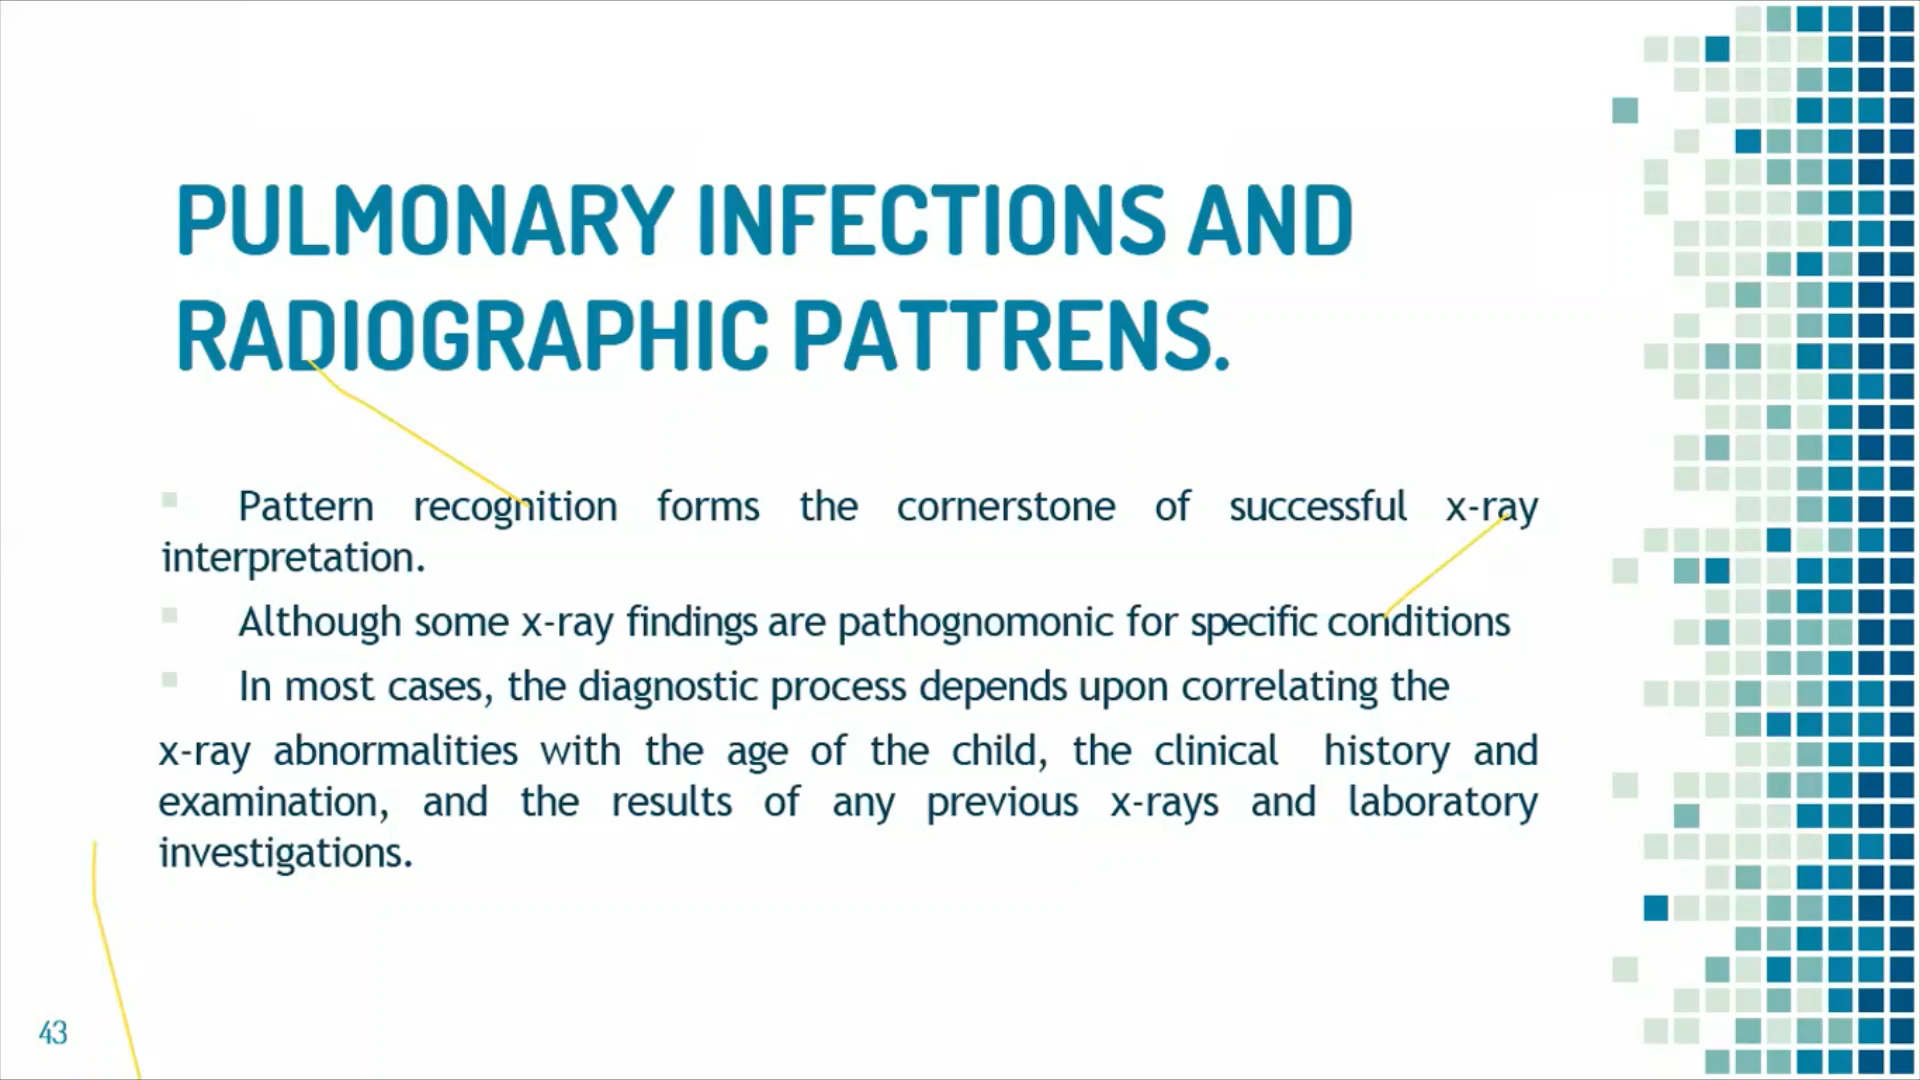 PULMONARY INFECTIONS AND
RADIOGRAPHIC PATTRENS.
Pattern recognition forms the cornerstone of successful x-ray
interpretation.
Although some x-ray findings are pathognomonic for specific conditions
In most cases, the diagnostic process depends upon correlating the
x-ray abnormalities with the age of the child, the clinical history and
examination, and the results of any previous x-rays and laboratory
investigations.
43